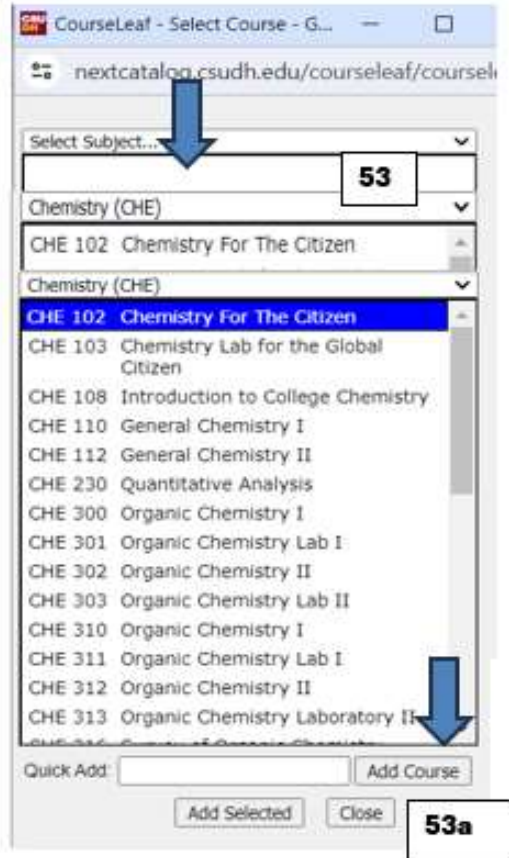 CourseLeaf - Select Course - G...
nextcatalog.csudh.edu/courseleaf/coursel
Select Subject...
53
Chemistry (CHE)
CHE 102 Chemistry For The Citizen
Chemistry (CHE)
CHE 102 Chemistry For The Citizen
CHE 103 Chemistry Lab for the Global
Citizen
CHE 108 Introduction to College Chemistry
CHE 110 General Chemistry I
CHE 112 General Chemistry II
CHE 230 Quantitative Analysis
CHE 300 Organic Chemistry I
CHE 301 Organic Chemistry Lab I
CHE 302 Organic Chemistry II
CHE 303 Organic Chemistry Lab II
CHE 310 Organic Chemistry I
CHE 311 Organic Chemistry Lab I
CHE 312 Organic Chemistry II
CHE 313 Organic Chemistry Laboratory II
Quick Add:
Add Course
Add Selected Close
53a